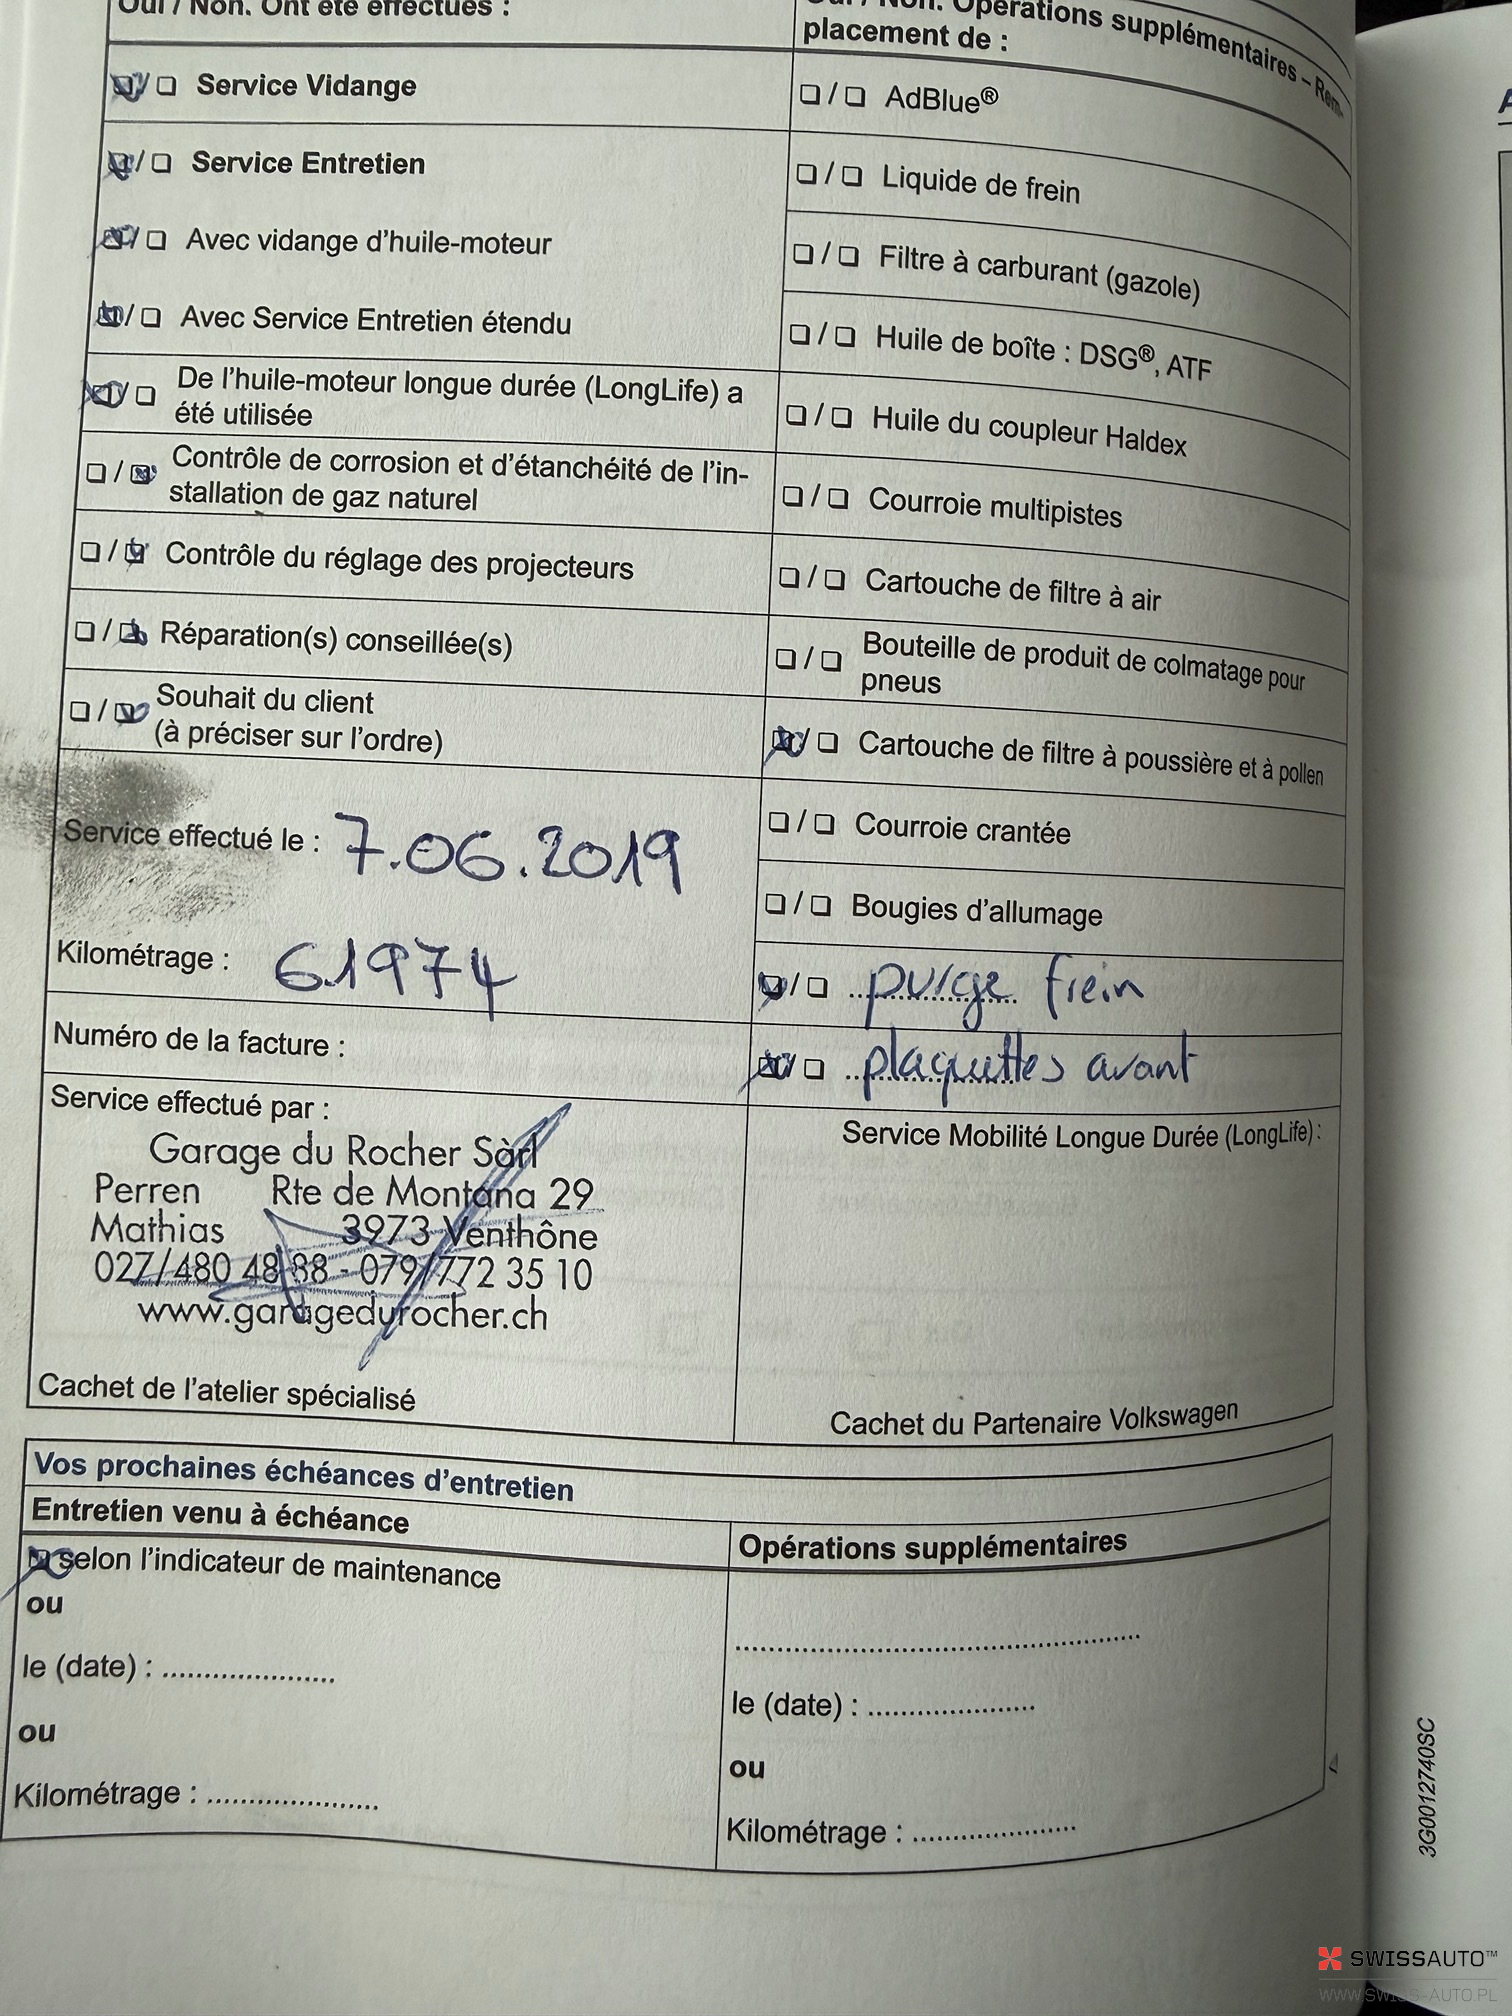 Oui / Non. Ont été effectués :
Service Vidange
Service Entretien
Avec vidange d'huile-moteur
Avec Service Entretien étendu
De l'huile-moteur longue durée (LongLife) a
été utilisée
Contrôle de corrosion et d'étanchéité de l'in-
stallation de gaz naturel
Contrôle du réglage des projecteurs
Réparation(s) conseillée(s)
Souhait du client
(à préciser sur l'ordre)
Service effectué le : 7.06.2019
Kilométrage : 61974
Numéro de la facture :
Service effectué par :
Garage du Rocher Sàrl
Perren Rte de Montana 29
Mathias 3973 Venthône
027/480 48 88 - 079/772 35 10
www.garagedurocher.ch
Cachet de l'atelier spécialisé
Oui / Non. Opérations supplémentaires – Rem-
placement de :
AdBlue®
Liquide de frein
Filtre à carburant (gazole)
Huile de boîte : DSG®, ATF
Huile du coupleur Haldex
Courroie multipistes
Cartouche de filtre à air
Bouteille de produit de colmatage pour
pneus
Cartouche de filtre à poussière et à pollen
Courroie crantée
Bougies d'allumage
purge frein
plaquettes avant
Service Mobilité Longue Durée (LongLife) :
Cachet du Partenaire Volkswagen
Vos prochaines échéances d'entretien
Entretien venu à échéance
selon l'indicateur de maintenance
ou
le (date) : .....................
ou
Kilométrage : .....................
Opérations supplémentaires
le (date) : .....................
ou
Kilométrage : .....................
3G0012740SC
SWISSAUTO™
WWW.SWISS-AUTO.PL